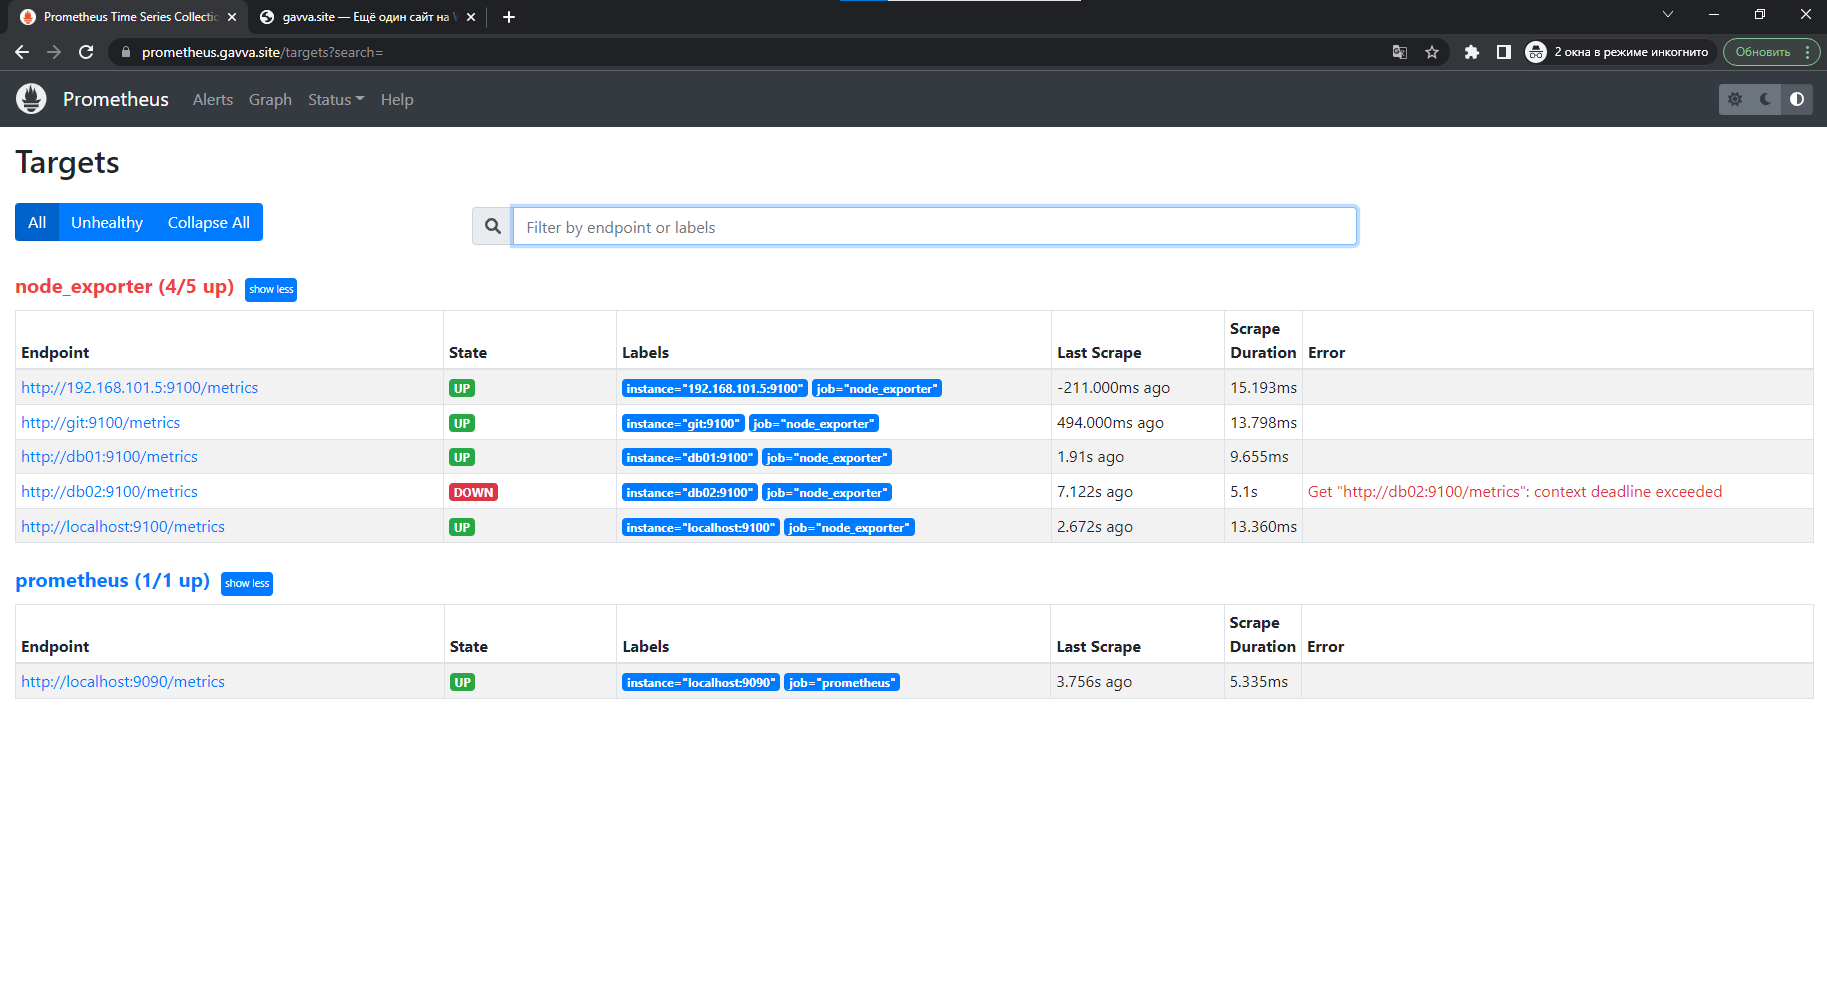 Prometheus Time Series Collectio
gavva.site — Ещё один сайт на W
prometheus.gavva.site/targets?search=
2 окна в режиме инкогнито
Обновить
Prometheus Alerts Graph Status Help
Targets
All Unhealthy Collapse All
Filter by endpoint or labels
node_exporter (4/5 up) show less
Endpoint State Labels Last Scrape Scrape Duration Error
http://192.168.101.5:9100/metrics UP instance="192.168.101.5:9100" job="node_exporter" -211.000ms ago 15.193ms
http://git:9100/metrics UP instance="git:9100" job="node_exporter" 494.000ms ago 13.798ms
http://db01:9100/metrics UP instance="db01:9100" job="node_exporter" 1.91s ago 9.655ms
http://db02:9100/metrics DOWN instance="db02:9100" job="node_exporter" 7.122s ago 5.1s Get "http://db02:9100/metrics": context deadline exceeded
http://localhost:9100/metrics UP instance="localhost:9100" job="node_exporter" 2.672s ago 13.360ms
prometheus (1/1 up) show less
Endpoint State Labels Last Scrape Scrape Duration Error
http://localhost:9090/metrics UP instance="localhost:9090" job="prometheus" 3.756s ago 5.335ms